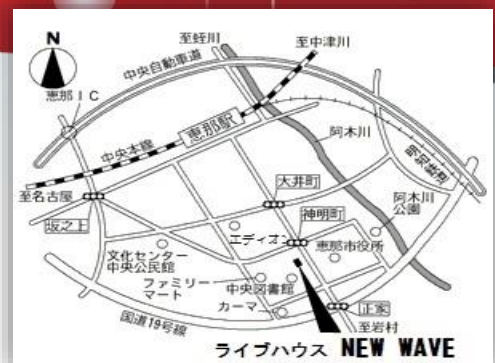 N
至蛭川
至中津川
中央自動車道
恵那IC
恵那駅
中央本線
阿木川
明知鉄道
至名古屋
大井町
阿木川
公園
坂之上
神明町
エディオン
恵那市役所
文化センター
中央公民館
ファミリー
マート
中央図書館
カーマ
正家
国道19号線
至岩村
ライブハウス NEW WAVE